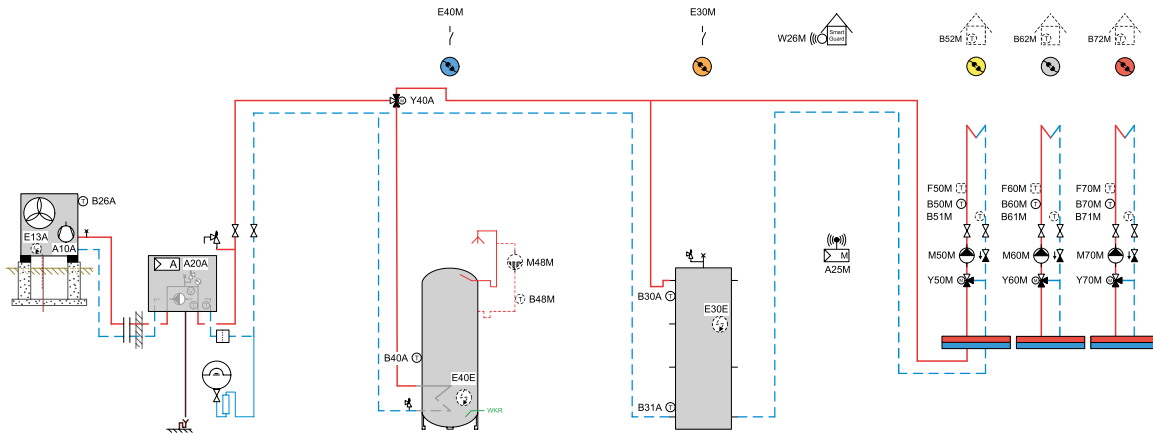 E40M
E30M
W26M
Smart
Guard
B52M
T
B62M
T
B72M
T
M
Y40A
T
B26A
E13A
A10A
A
A20A
M48M
T
B48M
B40A
T
E40E
WKR
B30A
T
E30E
B31A
T
M
A25M
F50M
T
B50M
T
B51M
T
M50M
Y50M
M
F60M
T
B60M
T
B61M
T
M60M
Y60M
M
F70M
T
B70M
T
B71M
T
M70M
Y70M
M